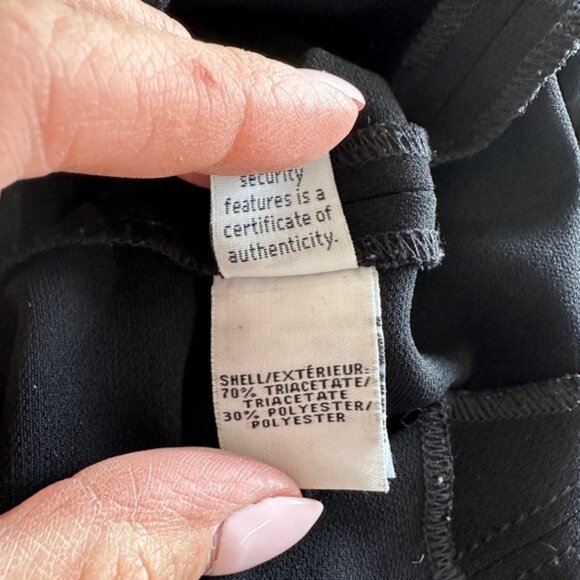 security
features is a
certificate of
authenticity.
SHELL/EXTÉRIEUR:
70% TRIACETATE/
TRIACETATE
30% POLYESTER/
POLYESTER